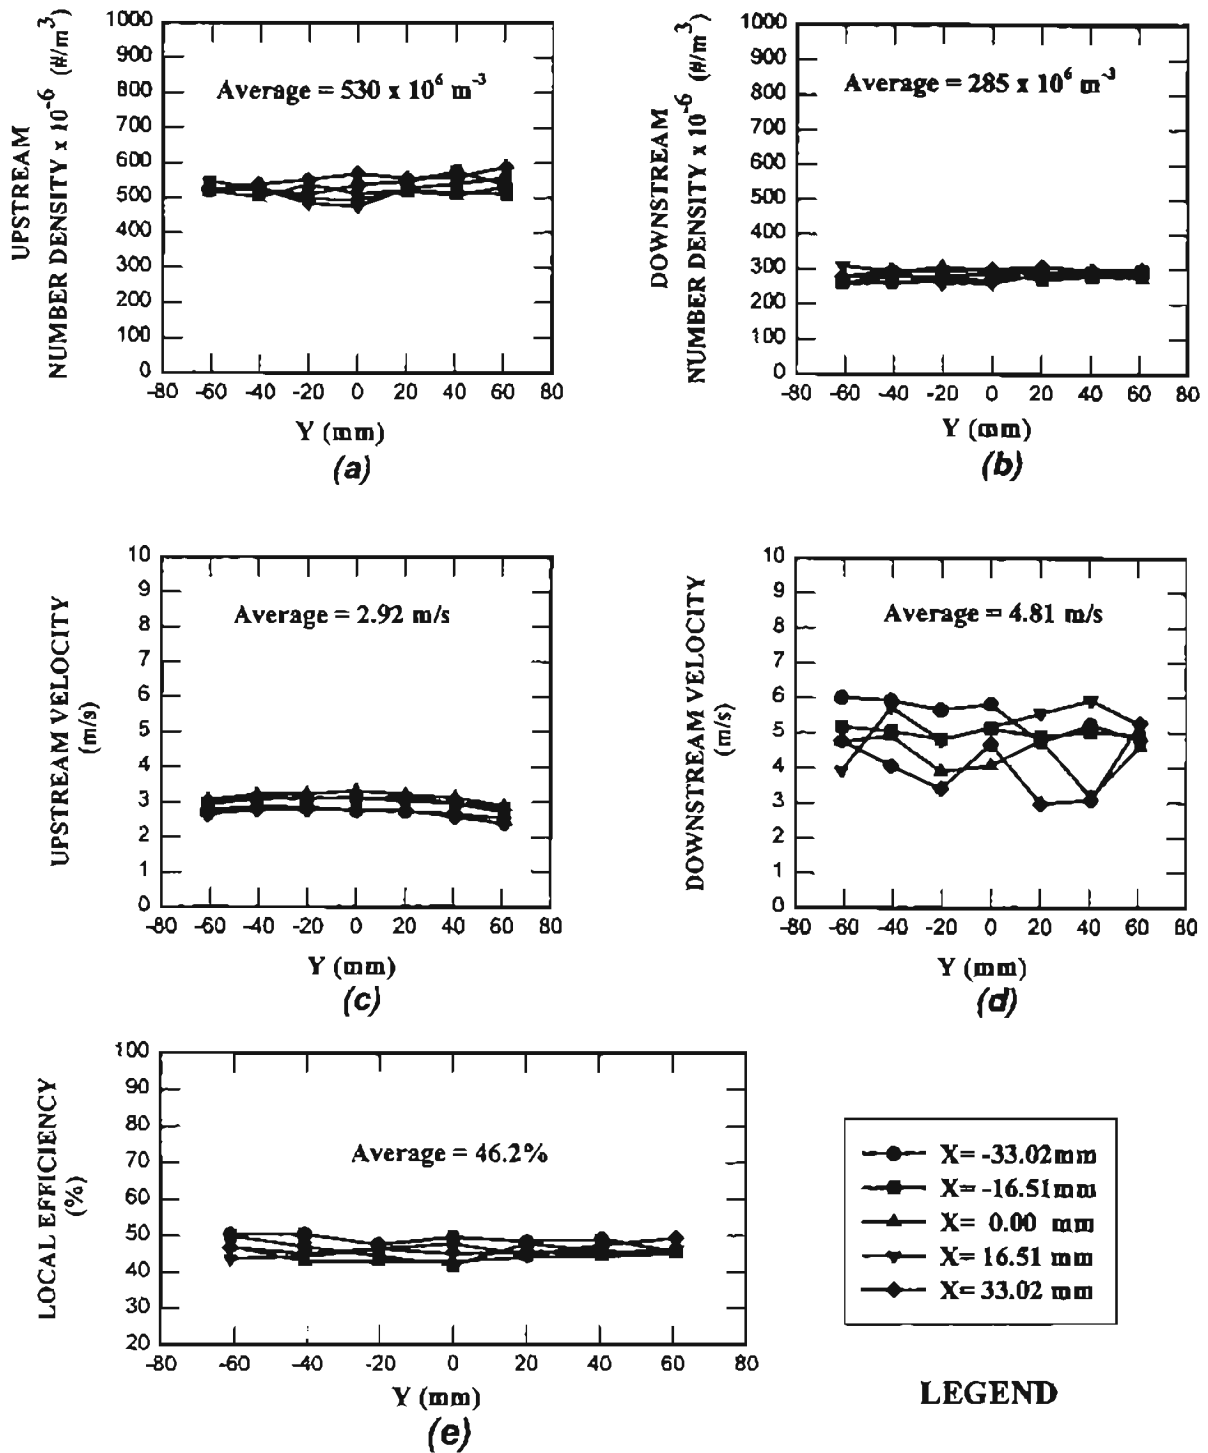 UPSTREAM
NUMBER DENSITY x 10^-6 (#/m^3)
1000
900
800
700
600
500
400
300
200
100
0
Average = 530 x 10^6 m^-3
-80 -60 -40 -20 0 20 40 60 80
Y (mm)
(a)
DOWNSTREAM
NUMBER DENSITY x 10^-6 (#/m^3)
1000
900
800
700
600
500
400
300
200
100
0
Average = 285 x 10^6 m^-3
-80 -60 -40 -20 0 20 40 60 80
Y (mm)
(b)
UPSTREAM VELOCITY
(m/s)
10
9
8
7
6
5
4
3
2
1
0
Average = 2.92 m/s
-80 -60 -40 -20 0 20 40 60 80
Y (mm)
(c)
DOWNSTREAM VELOCITY
(m/s)
10
9
8
7
6
5
4
3
2
1
0
Average = 4.81 m/s
-80 -60 -40 -20 0 20 40 60 80
Y (mm)
(d)
LOCAL EFFICIENCY
(%)
100
90
80
70
60
50
40
30
20
Average = 46.2%
-80 -60 -40 -20 0 20 40 60 80
Y (mm)
(e)
X= -33.02mm
X= -16.51mm
X= 0.00 mm
X= 16.51 mm
X= 33.02 mm
LEGEND